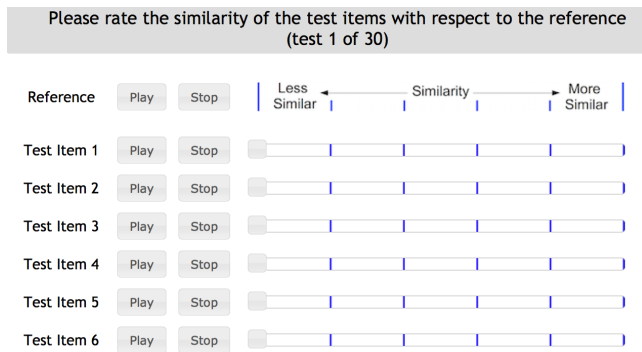 Please rate the similarity of the test items with respect to the reference
(test 1 of 30)
Reference Play Stop Less Similar Similarity More Similar
Test Item 1 Play Stop
Test Item 2 Play Stop
Test Item 3 Play Stop
Test Item 4 Play Stop
Test Item 5 Play Stop
Test Item 6 Play Stop